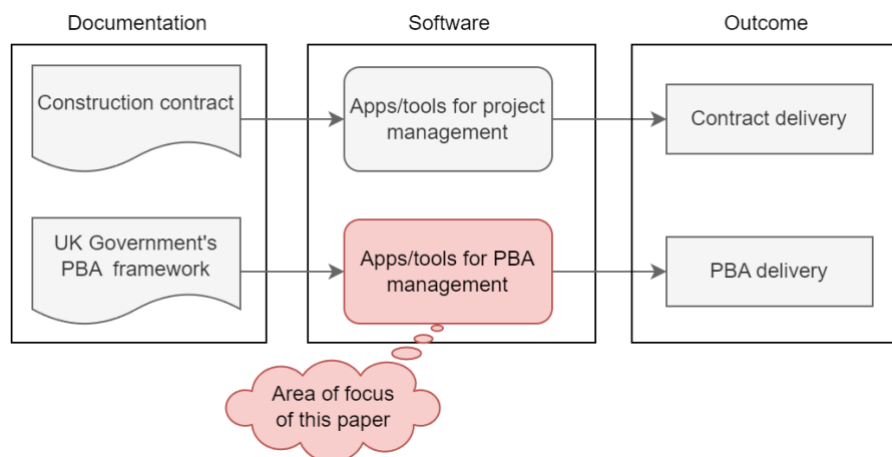 Documentation
Software
Outcome
Construction contract
Apps/tools for project
management
Contract delivery
UK Government's
PBA framework
Apps/tools for PBA
management
PBA delivery
Area of focus
of this paper